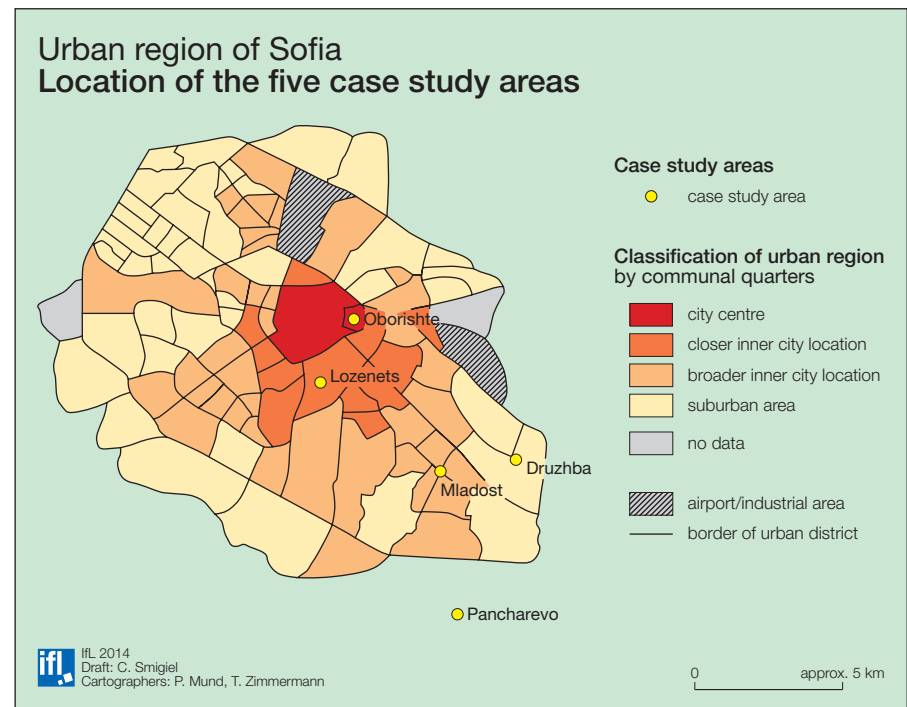 Urban region of Sofia
Location of the five case study areas
Case study areas
case study area
Classification of urban region
by communal quarters
city centre
closer inner city location
broader inner city location
suburban area
no data
airport/industrial area
border of urban district
Oborishte
Lozenets
Druzhba
Mladost
Pancharevo
ifl
IfL 2014
Draft: C. Smigiel
Cartographers: P. Mund, T. Zimmermann
0 approx. 5 km